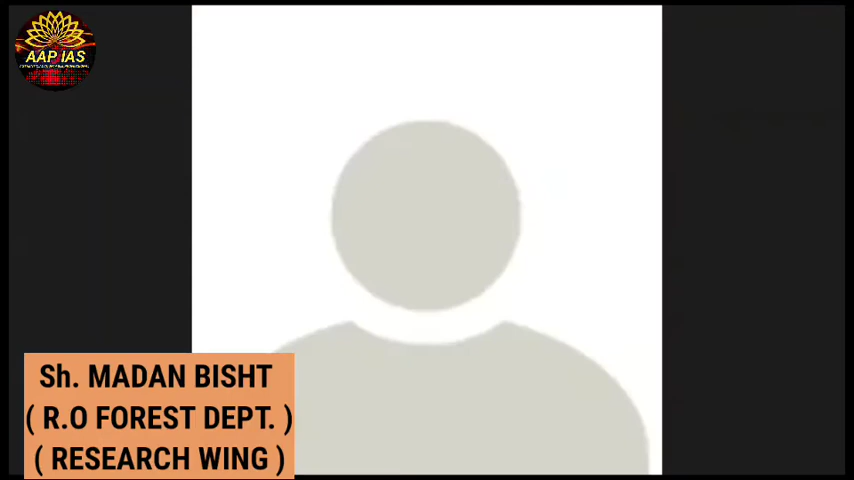 AAP IAS
Sh. MADAN BISHT
( R.O FOREST DEPT. )
( RESEARCH WING )